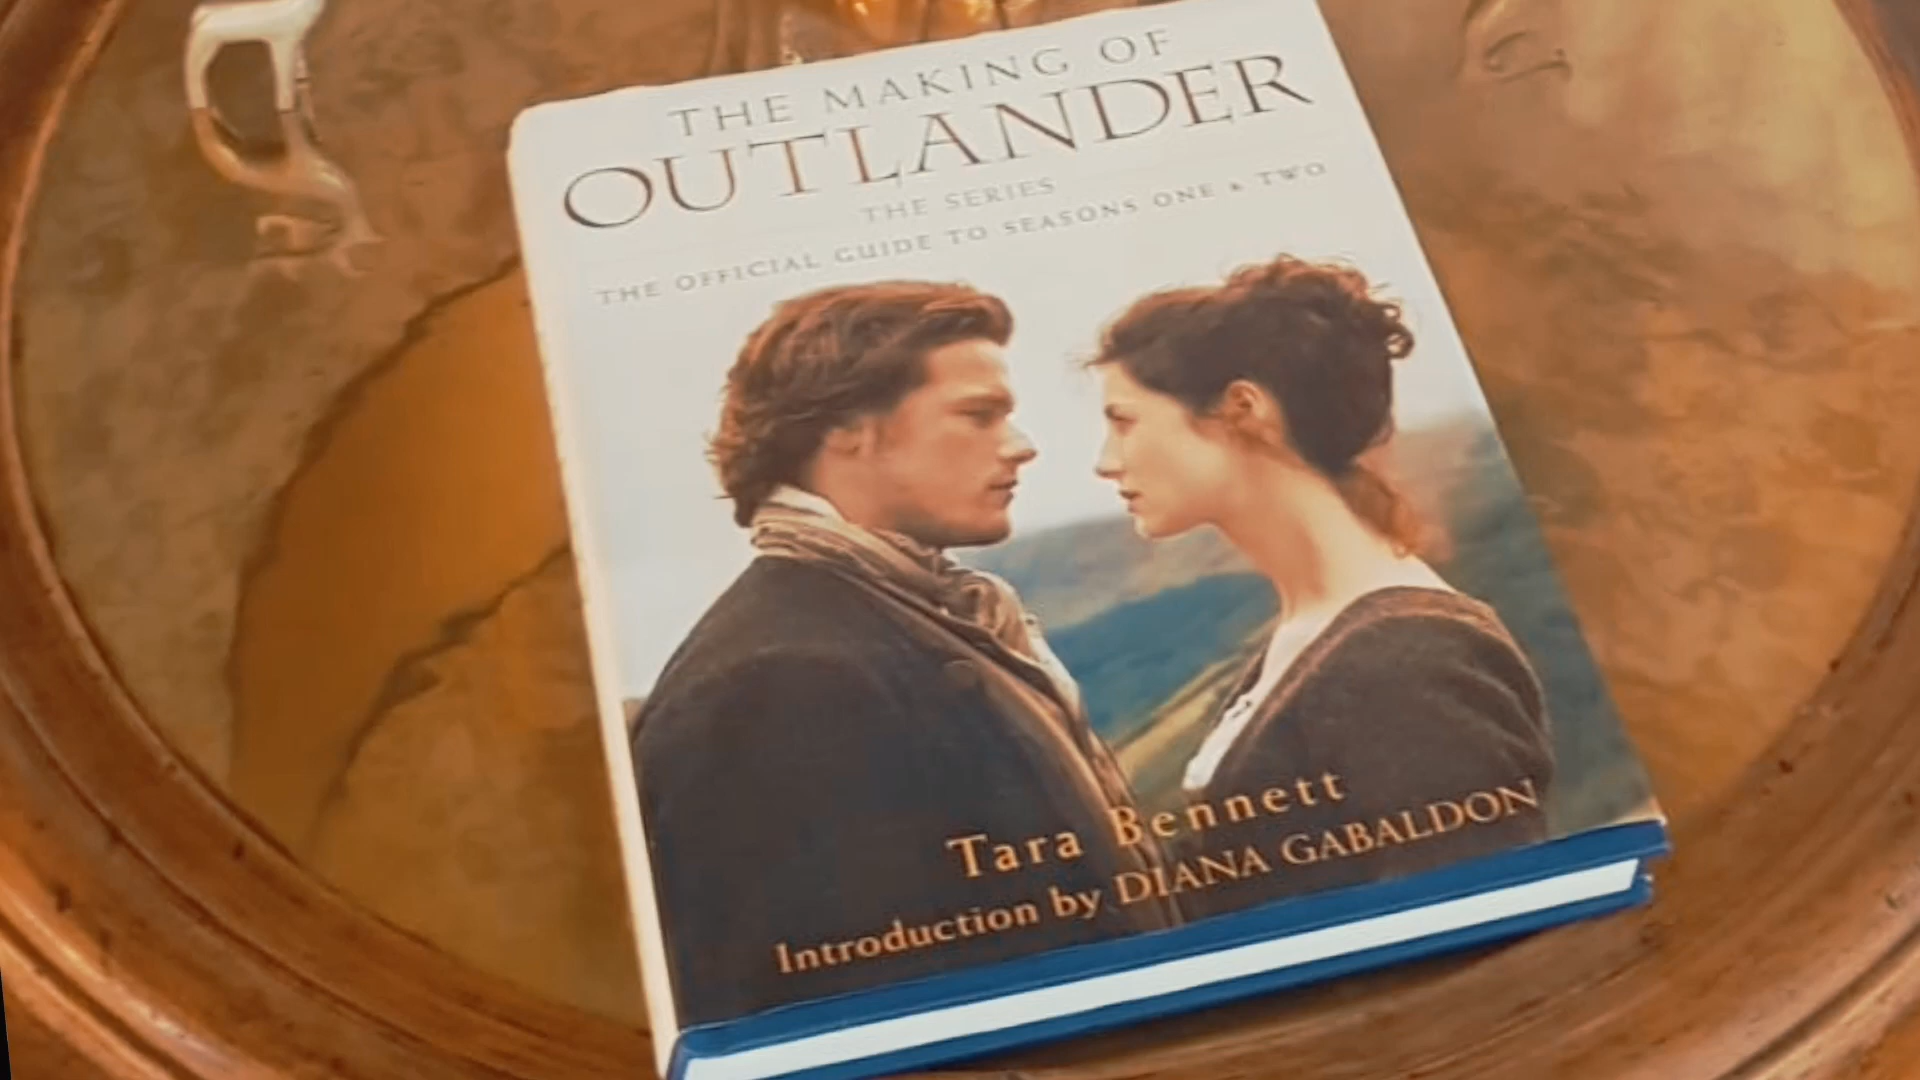 THE MAKING OF
OUTLANDER
THE SERIES
THE OFFICIAL GUIDE TO SEASONS ONE & TWO
Tara Bennett
Introduction by DIANA GABALDON